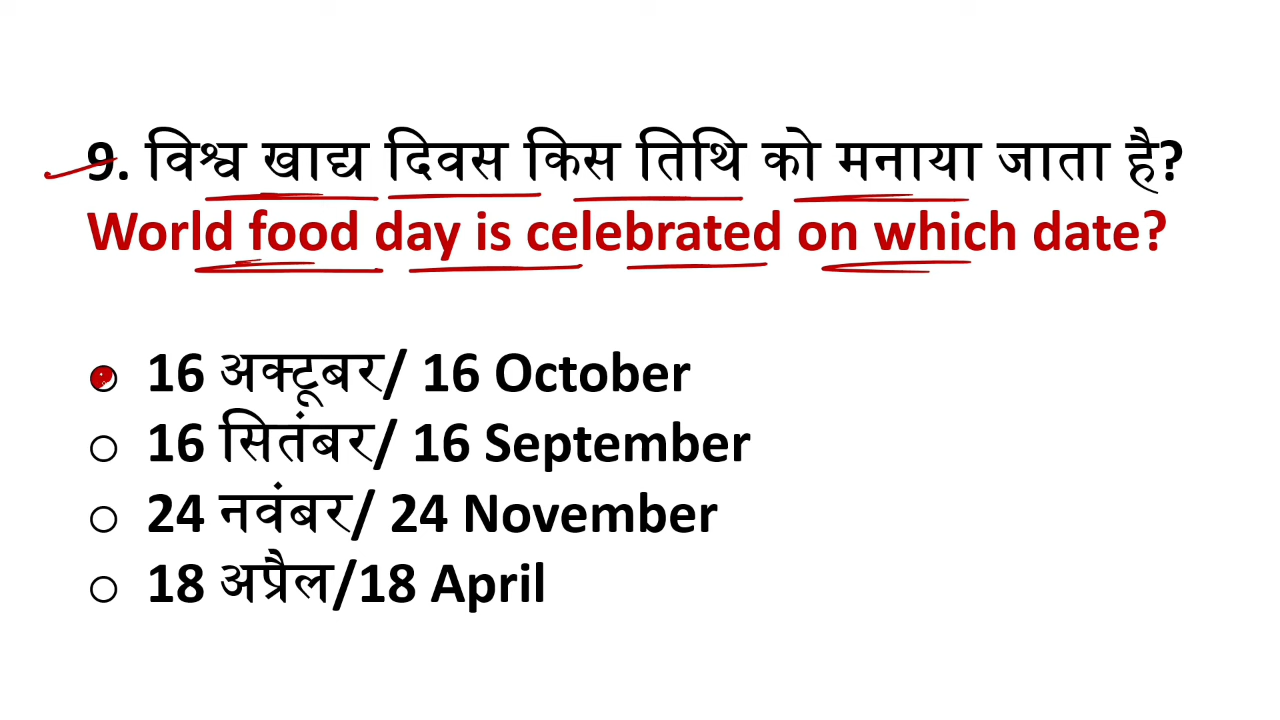 9. विश्व खाद्य दिवस किस तिथि को मनाया जाता है?
World food day is celebrated on which date?
16 अक्टूबर/ 16 October
16 सितंबर/ 16 September
24 नवंबर/ 24 November
18 अप्रैल/18 April